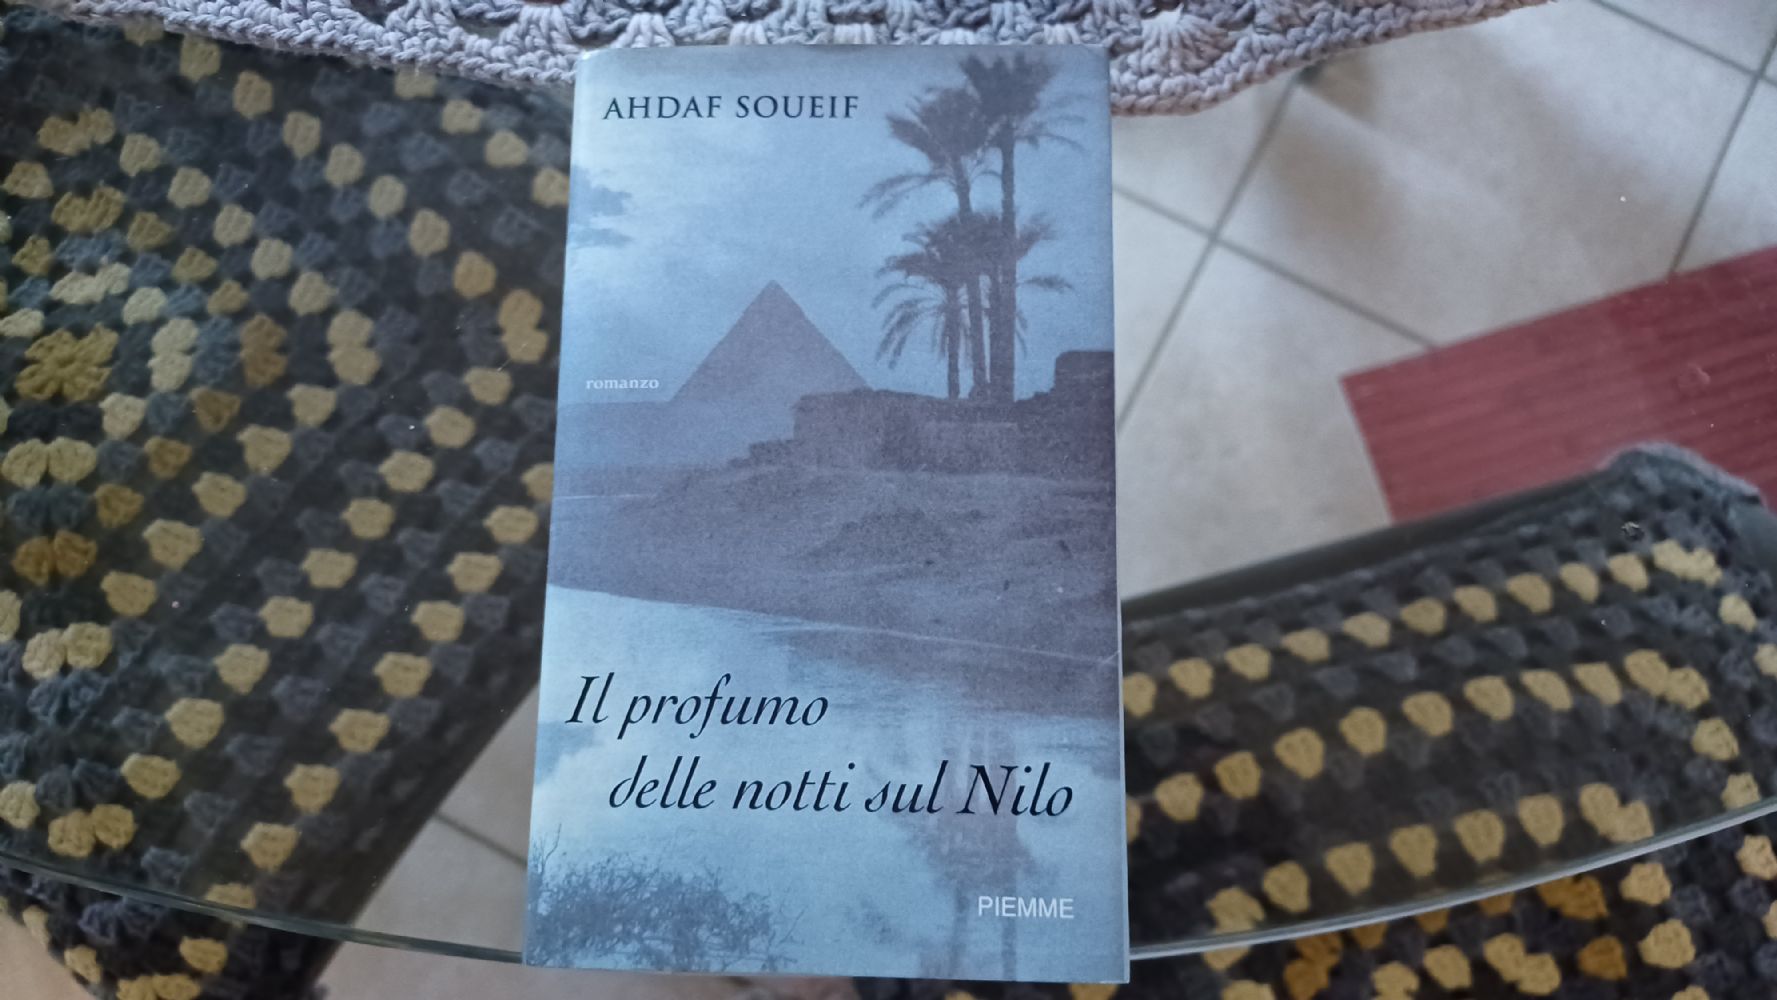 AHDAF SOUEIF
romanzo
Il profumo
delle notti sul Nilo
PIEMME